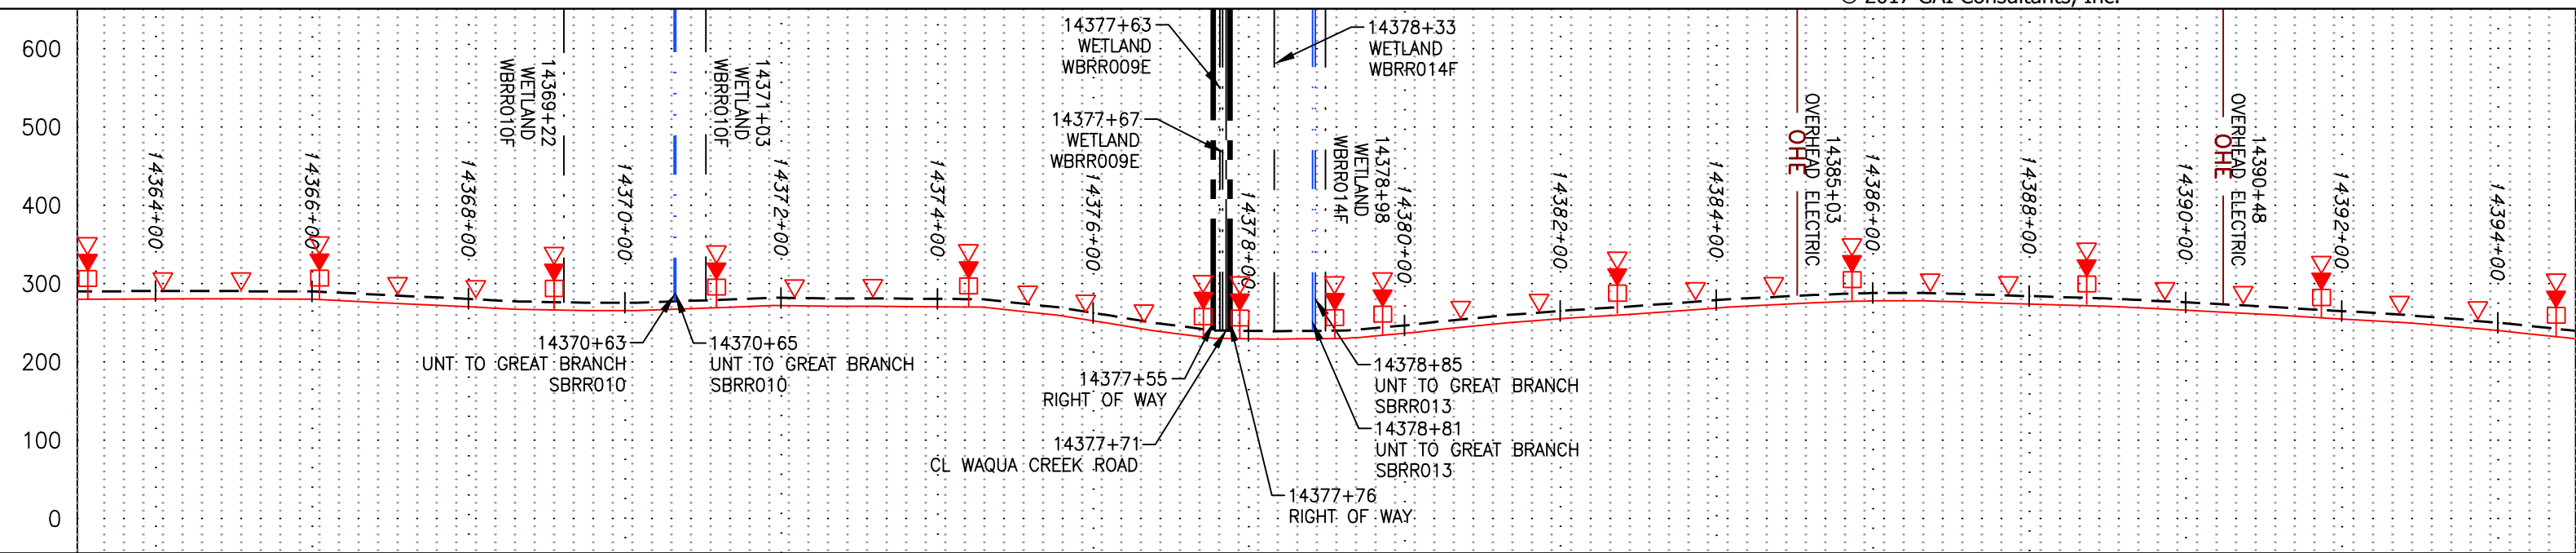 © 2017 GAI Consultants, Inc.
600
500
400
300
200
100
0
14364+00
14366+00
14368+00
14370+00
14372+00
14374+00
14376+00
14378+00
14380+00
14382+00
14384+00
14386+00
14388+00
14390+00
14392+00
14394+00
14369+22
WETLAND
WBRR010F
14371+03
WETLAND
WBRR010F
14377+63
WETLAND
WBRR009E
14377+67
WETLAND
WBRR009E
14378+33
WETLAND
WBRR014F
14378+98
WETLAND
WBRR014F
14385+03
OVERHEAD ELECTRIC
OHE
14390+48
OVERHEAD ELECTRIC
OHE
14370+63
UNT TO GREAT BRANCH
SBRR010
14370+65
UNT TO GREAT BRANCH
SBRR010
14377+55
RIGHT OF WAY
14377+71
CL WAQUA CREEK ROAD
14377+76
RIGHT OF WAY
14378+85
UNT TO GREAT BRANCH
SBRR013
14378+81
UNT TO GREAT BRANCH
SBRR013